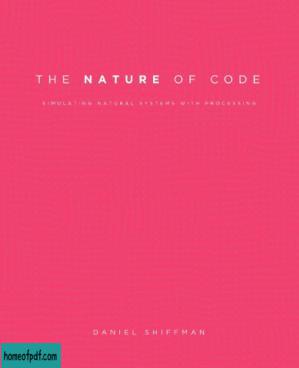 THE NATURE OF CODE
SIMULATING NATURAL SYSTEMS WITH PROCESSING
DANIEL SHIFFMAN
homeofpdf.com